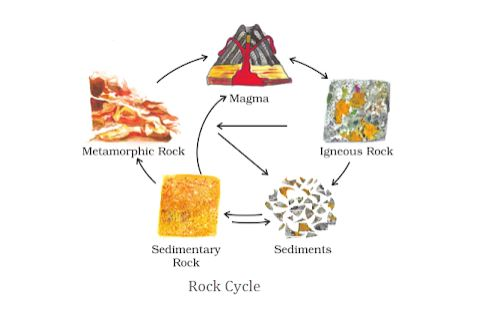 Magma
Metamorphic Rock
Igneous Rock
Sedimentary
Rock
Sediments
Rock Cycle